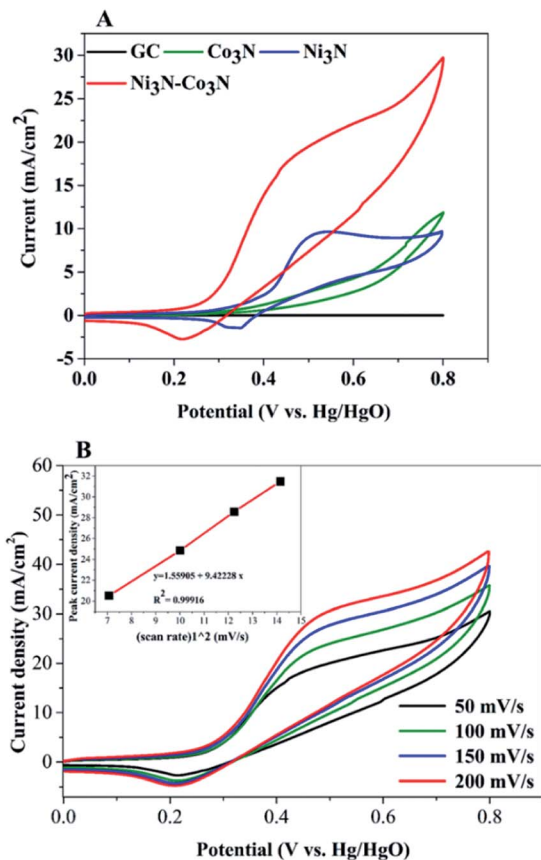 A
GC Co3N Ni3N
Ni3N-Co3N
30
25
20
15
10
5
0
-5
Current (mA/cm2)
0.0 0.2 0.4 0.6 0.8
Potential (V vs. Hg/HgO)
B
60
50
40
30
20
10
0
Current density (mA/cm2)
34
32
30
28
26
24
22
20
Peak current density (mA/cm2)
y=1.55905 + 9.42228 x
R2 = 0.99916
7 8 9 10 11 12 13 14 15
(scan rate)1^2 (mV/s)
50 mV/s
100 mV/s
150 mV/s
200 mV/s
0.0 0.2 0.4 0.6 0.8
Potential (V vs. Hg/HgO)